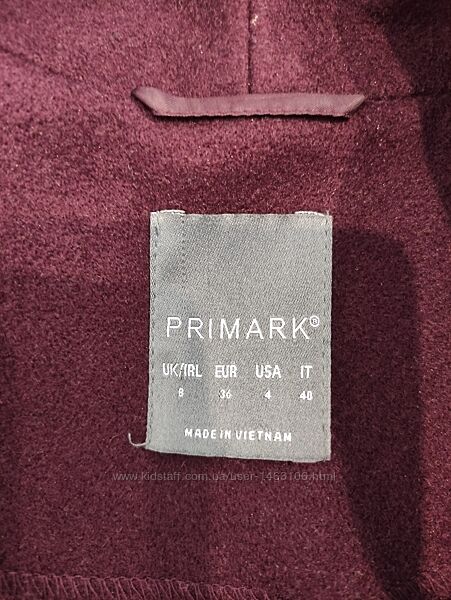 PRIMARK®
UK/IRL EUR USA IT
8 36 4 40
MADE IN VIETNAM
www.kidstaff.com.ua/user-1463106.html